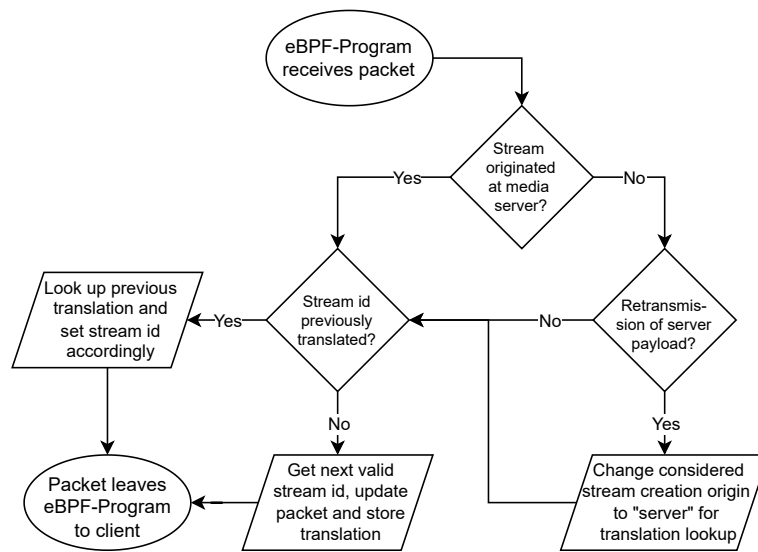 eBPF-Program
receives packet
Stream
originated
at media
server?
Yes
No
Look up previous
translation and
set stream id
accordingly
Yes
Stream id
previously
translated?
No
Retransmis-
sion of server
payload?
No
Yes
Packet leaves
eBPF-Program
to client
Get next valid
stream id, update
packet and store
translation
Change considered
stream creation origin
to "server" for
translation lookup